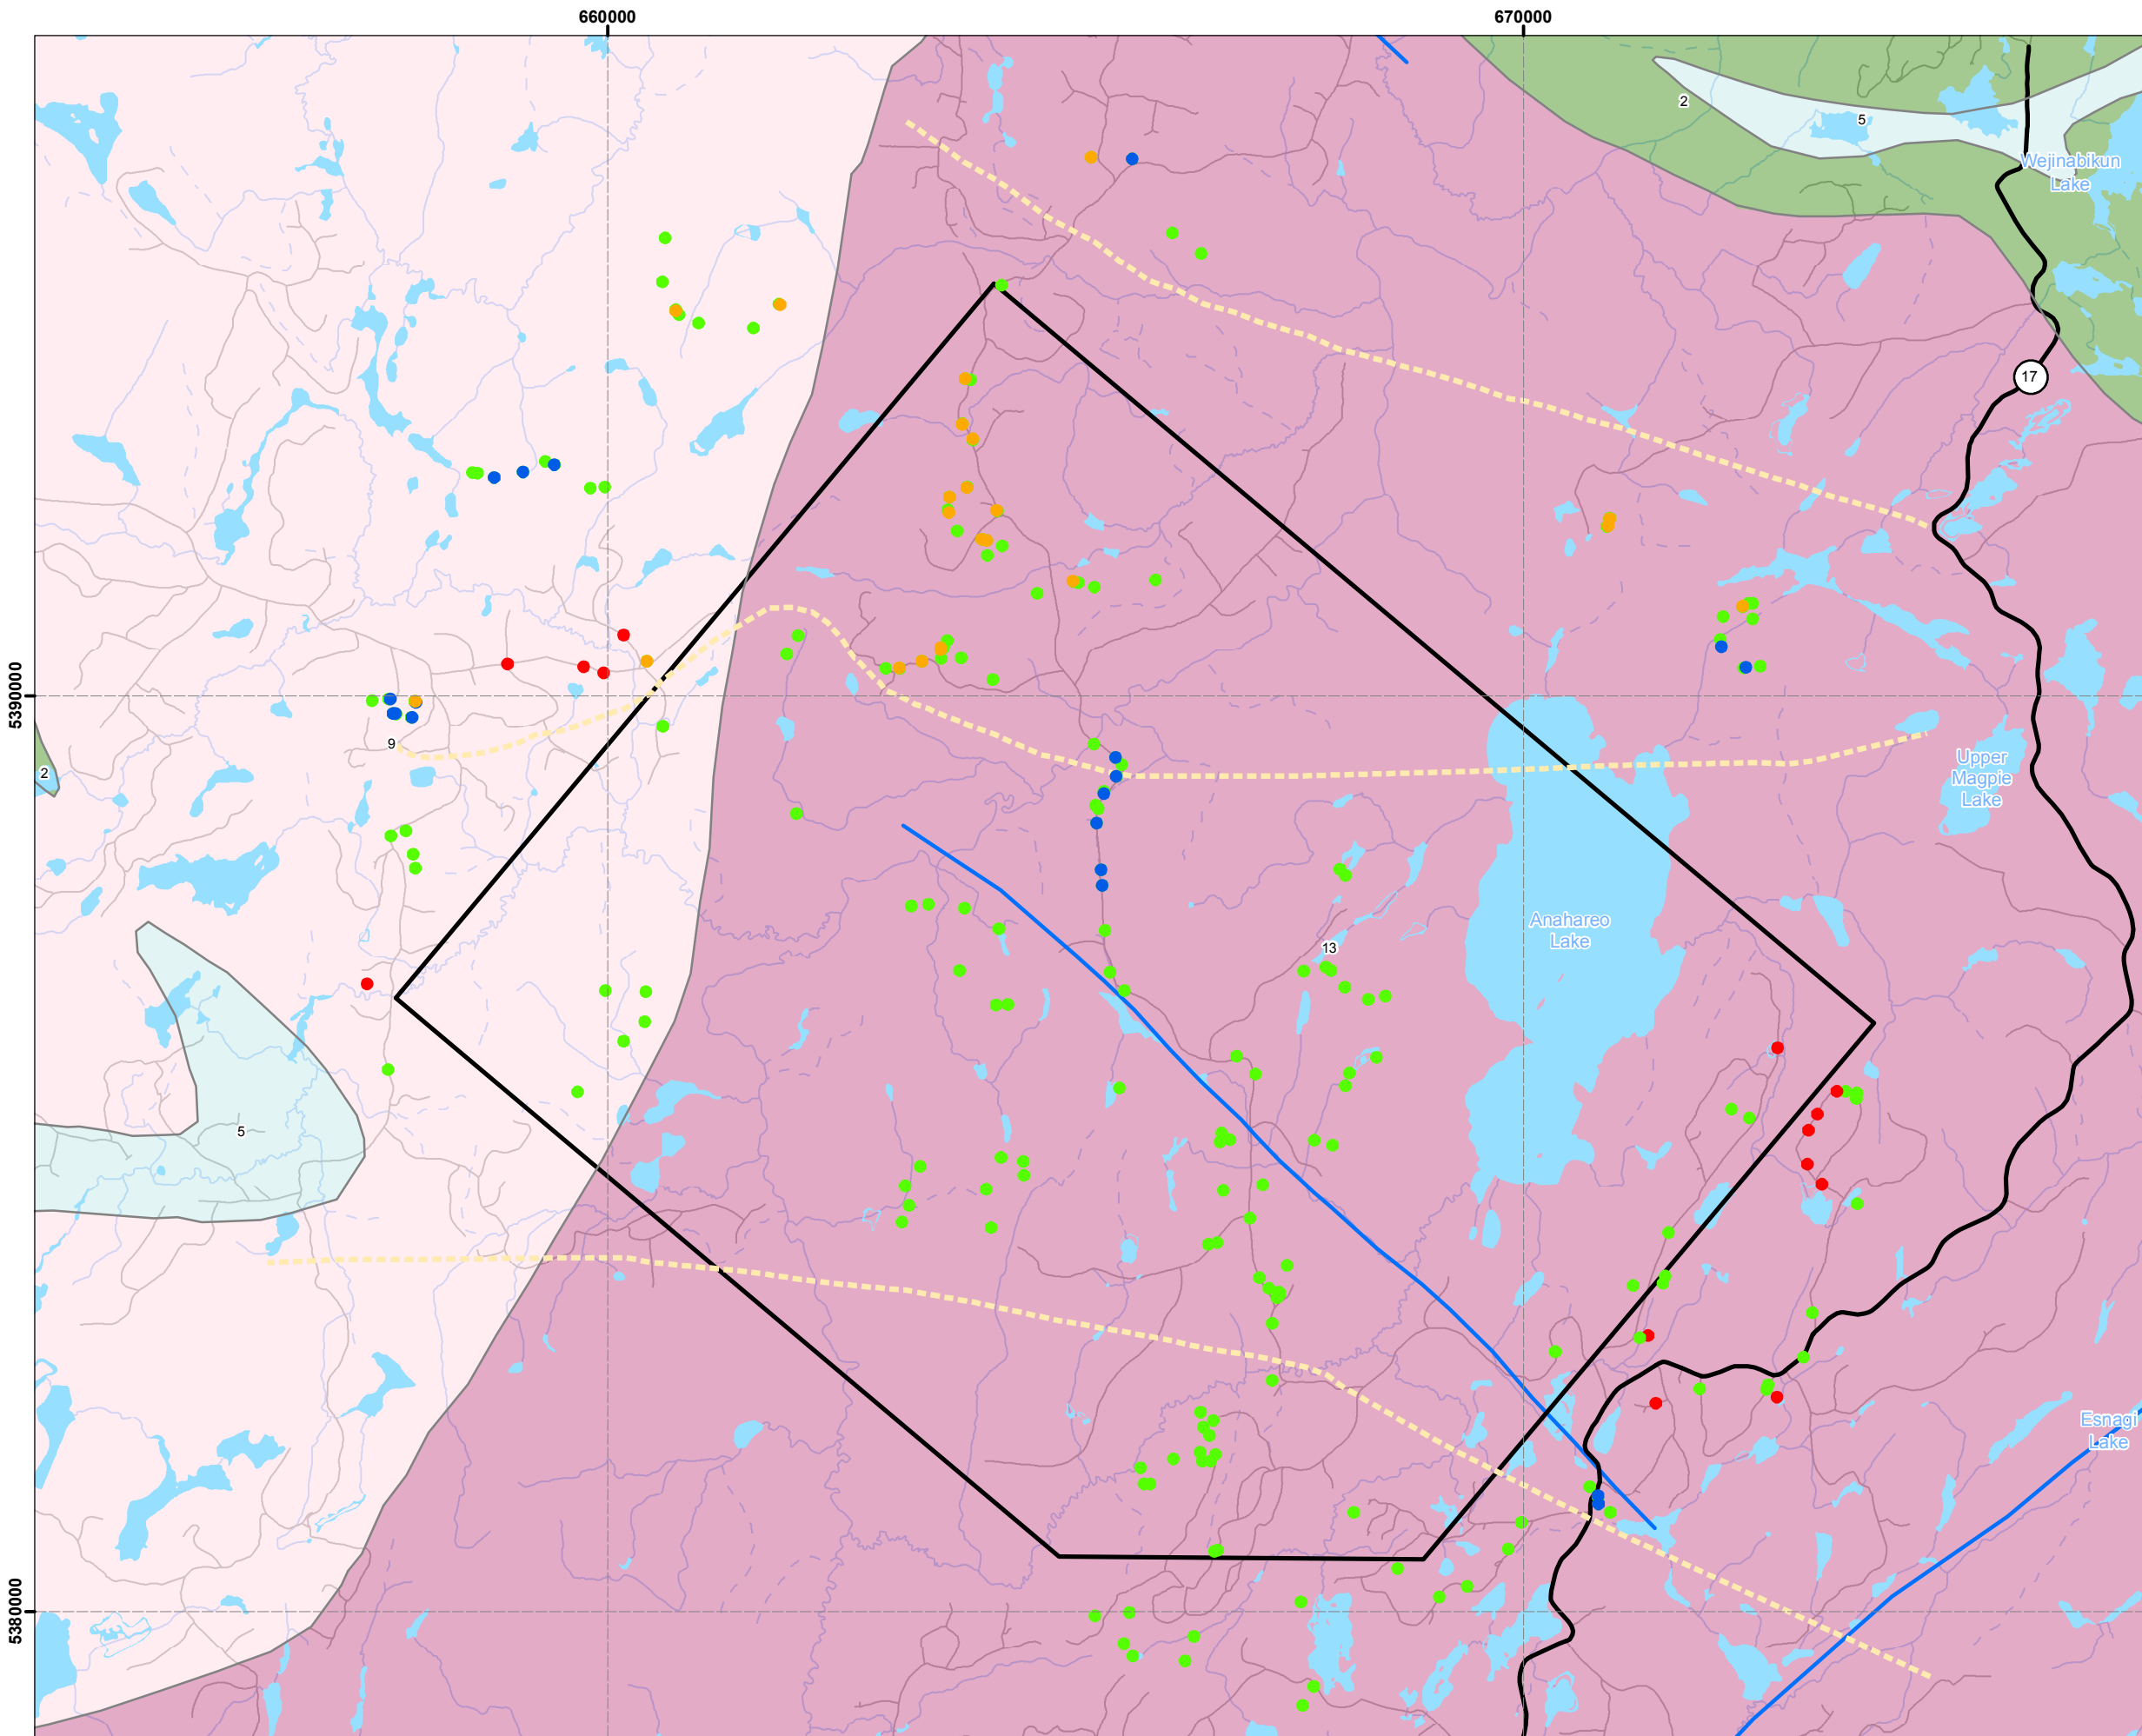 660000
670000
2
5
Wejinabikun
Lake
17
5390000
9
2
Upper
Magpie
Lake
Anahareo
Lake
13
5
Esnagi
Lake
5380000